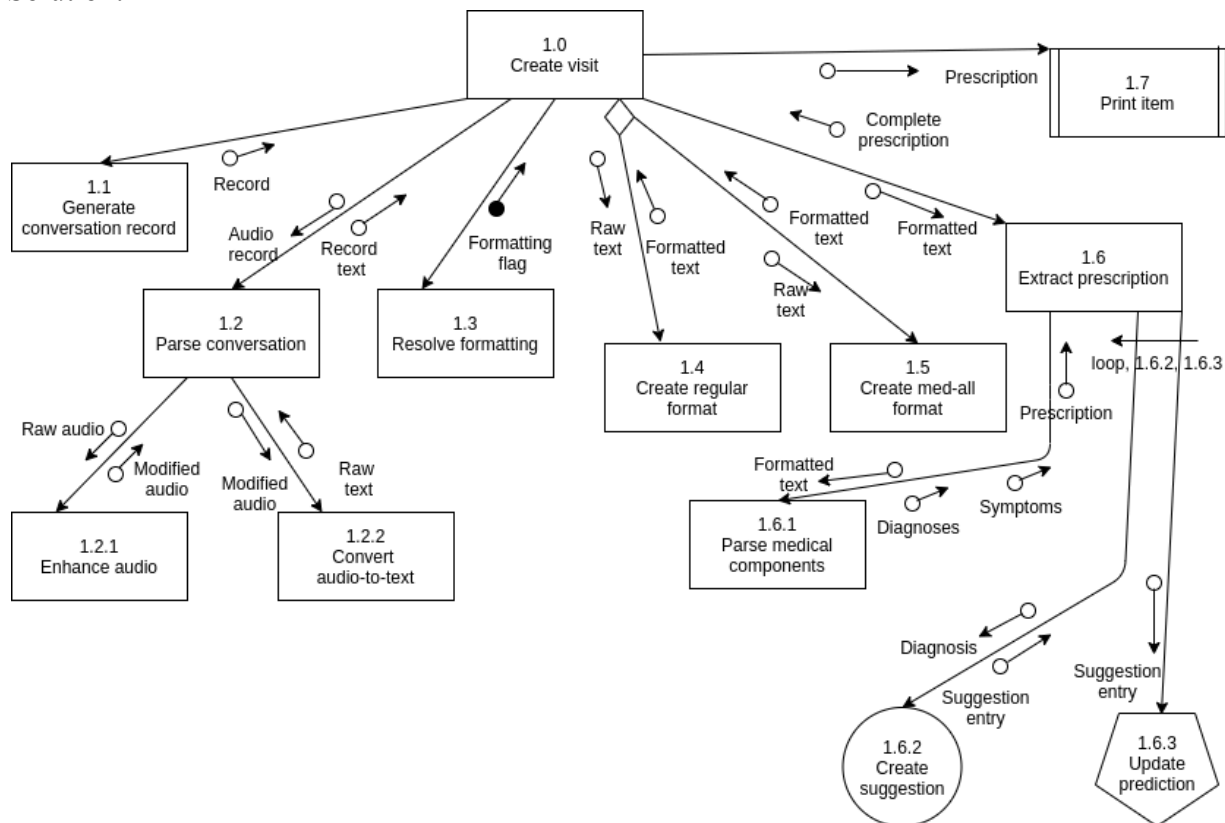 1.0
Create visit
Prescription
1.7
Print item
Complete
prescription
Record
1.1
Generate
conversation record
Audio
record
Record
text
Formatting
flag
Raw
text
Formatted
text
Formatted
text
Raw
text
Formatted
text
1.6
Extract prescription
1.2
Parse conversation
1.3
Resolve formatting
1.4
Create regular
format
1.5
Create med-all
format
loop, 1.6.2, 1.6.3
Prescription
Raw audio
Modified
audio
Modified
audio
Raw
text
Formatted
text
Diagnoses
Symptoms
1.2.1
Enhance audio
1.2.2
Convert
audio-to-text
1.6.1
Parse medical
components
Diagnosis
Suggestion
entry
Suggestion
entry
1.6.2
Create
suggestion
1.6.3
Update
prediction